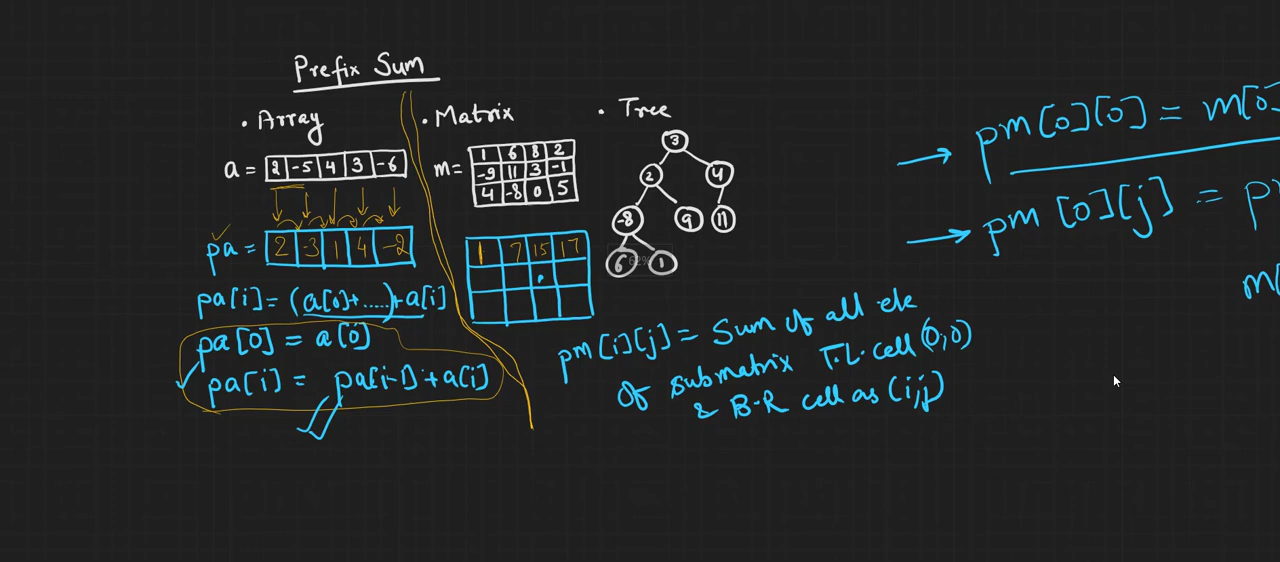 Prefix Sum
• Array
a = 2 -5 4 3 -6
pa = 2 -3 1 4 -2
pa[i] = (a[0]+.....)+a[i]
pa[0] = a[0]
pa[i] = pa[i-1]+a[i]
• Matrix
m = 1 6 8 2
-9 11 3 -1
4 -8 0 5
1 7 15 17
pm[i][j] = Sum of all ele
of submatrix T.L. cell (0,0)
& B.R cell as (i,j)
• Tree
3
2 4
-8 9 11
6 1
62%
→ pm[0][0] = m[0]
→ pm[0][j] = p
m[